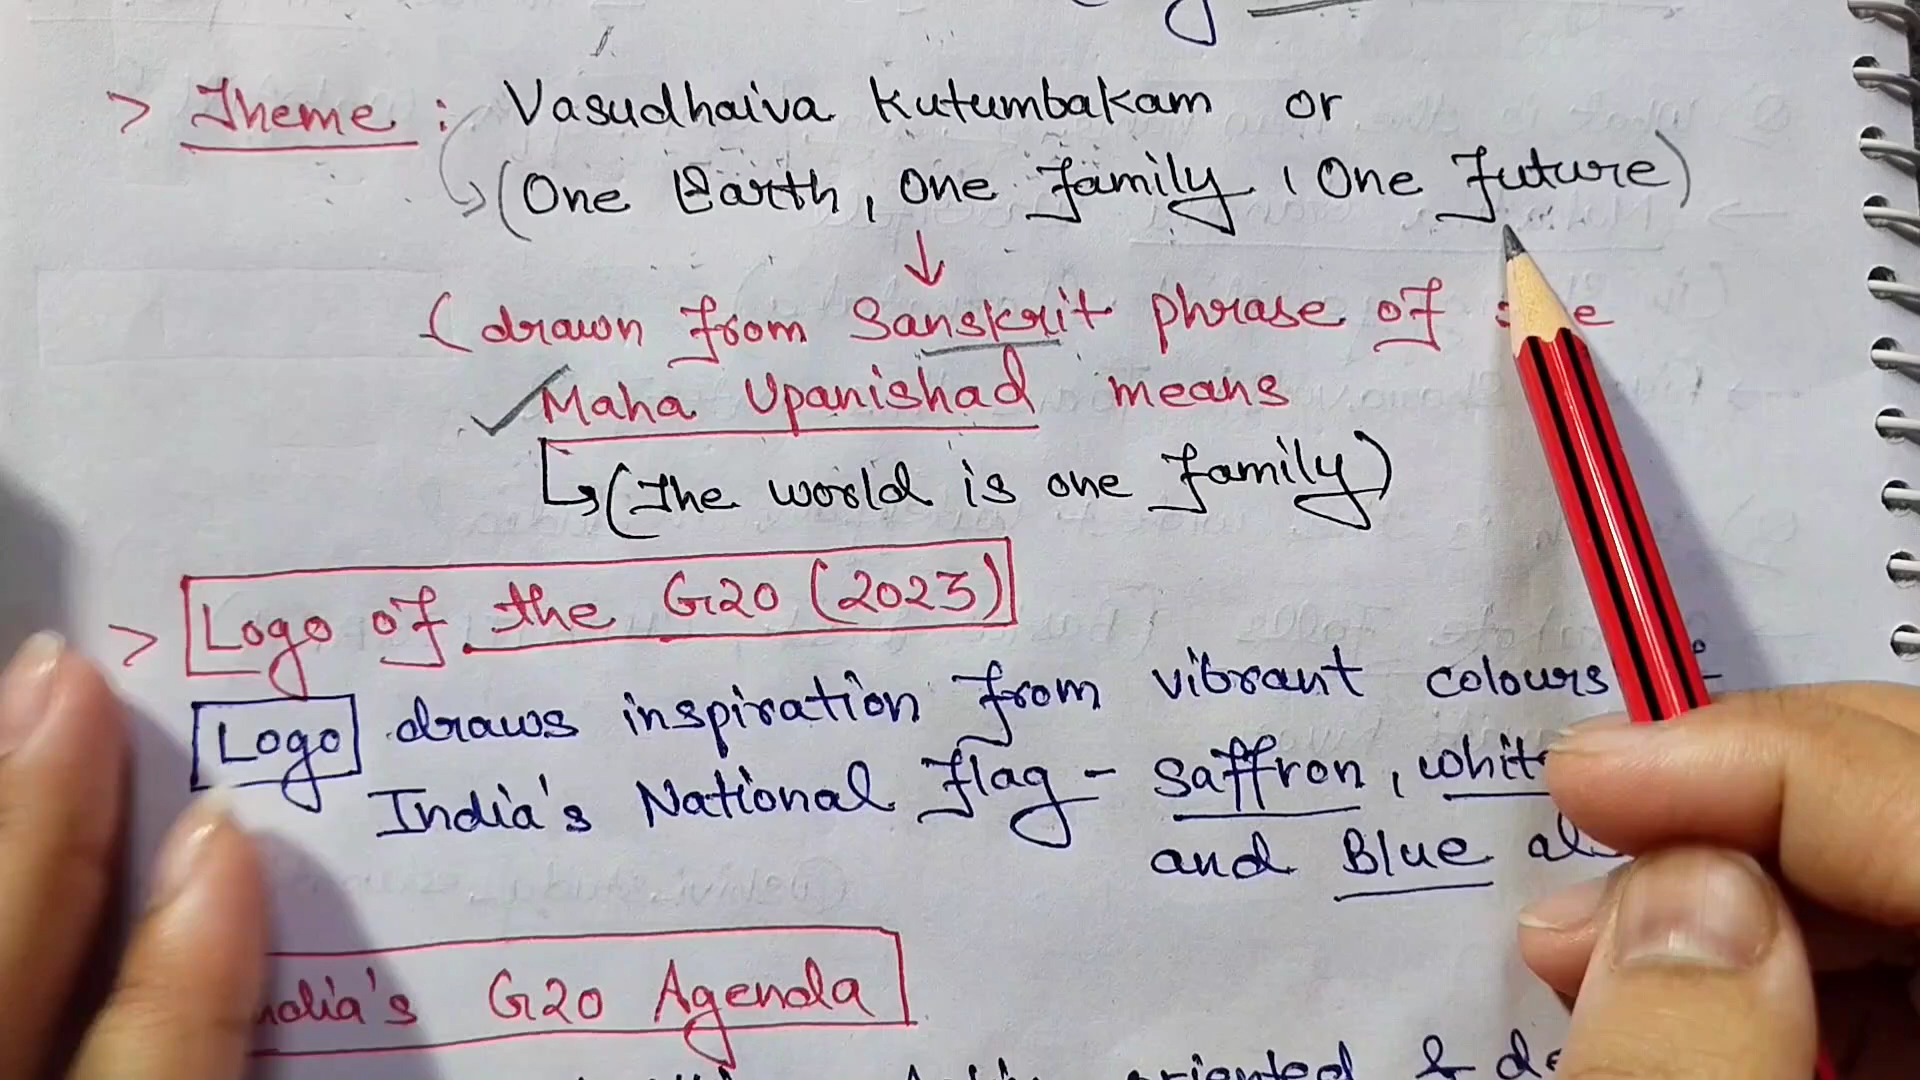 > Theme : Vasudhaiva Kutumbakam or
(One Earth, One Family, One Future)
(drawn from Sanskrit phrase of
Maha Upanishad means
(The world is one family)
> Logo of the G20 (2023)
Logo draws inspiration from vibrant colours
India's National Flag - saffron, white
and Blue
India's G20 Agenda
oriented &